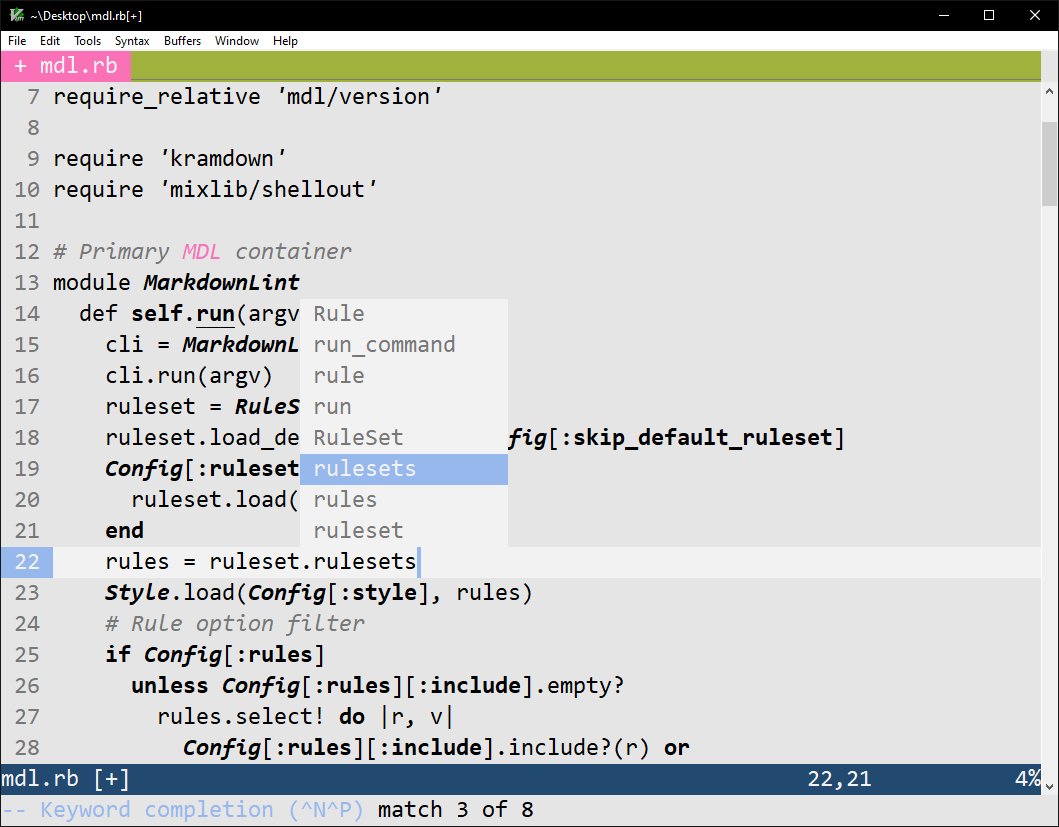 ~\Desktop\mdl.rb[+]
File Edit Tools Syntax Buffers Window Help
+ mdl.rb
7 require_relative 'mdl/version'
8
9 require 'kramdown'
10 require 'mixlib/shellout'
11
12 # Primary MDL container
13 module MarkdownLint
14 def self.run(argv Rule
15 cli = MarkdownL run_command
16 cli.run(argv) rule
17 ruleset = RuleS run
18 ruleset.load_de RuleSet fig[:skip_default_ruleset]
19 Config[:ruleset rulesets
20 ruleset.load( rules
21 end ruleset
22 rules = ruleset.rulesets
23 Style.load(Config[:style], rules)
24 # Rule option filter
25 if Config[:rules]
26 unless Config[:rules][:include].empty?
27 rules.select! do |r, v|
28 Config[:rules][:include].include?(r) or
mdl.rb [+] 22,21 4%
-- Keyword completion (^N^P) match 3 of 8